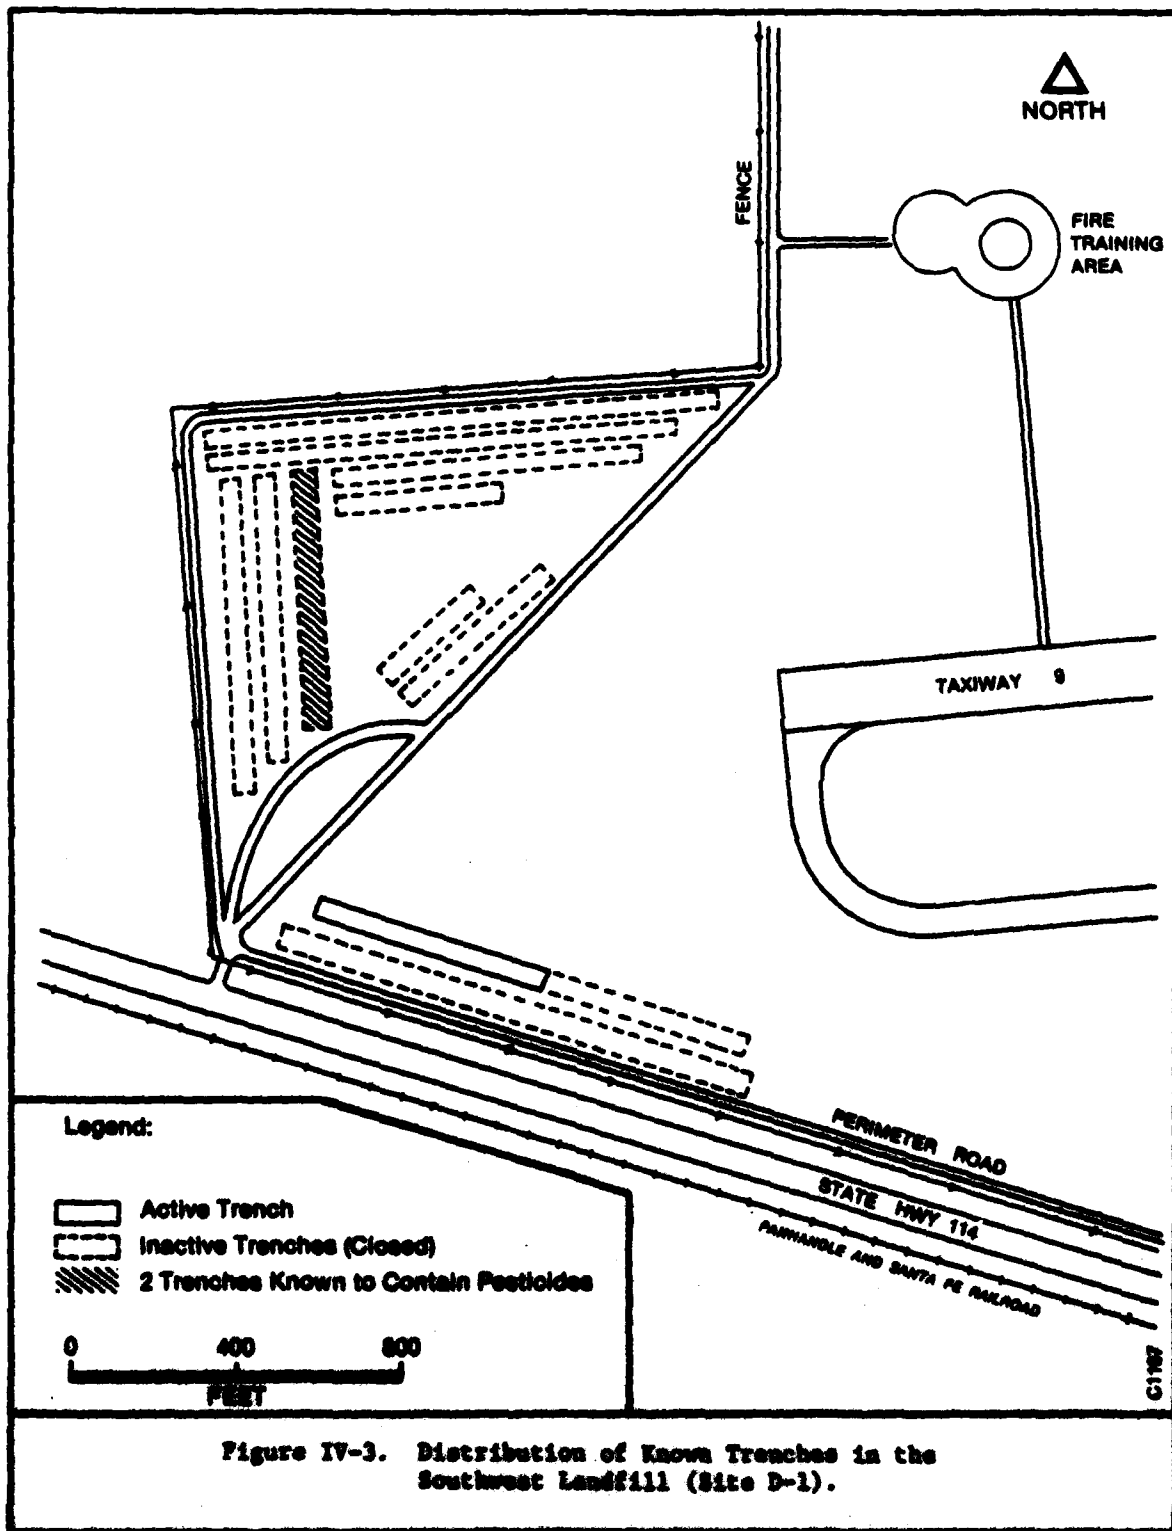 NORTH
FENCE
FIRE
TRAINING
AREA
TAXIWAY 9
PERIMETER ROAD
STATE HWY 114
PANHANDLE AND SANTA FE RAILROAD
Legend:
Active Trench
Inactive Trenches (Closed)
2 Trenches Known to Contain Pesticides
0 400 800
FEET
C1167
Figure IV-3. Distribution of Known Trenches in the
Southwest Landfill (Site D-1).